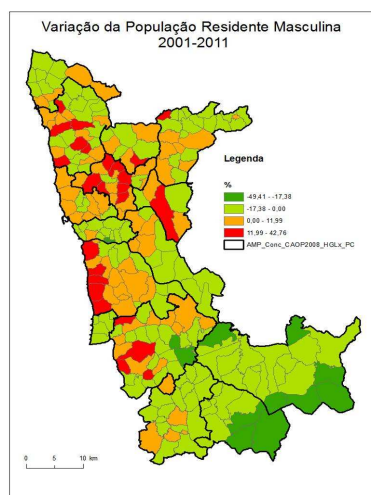 Variação da População Residente Masculina
2001-2011
Legenda
%
-49,41 - -17,38
-17,38 - 0,00
0,00 - 11,99
11,99 - 42,76
AMP_Conc_CAOP2008_HGLx_PC
0 5 10 km